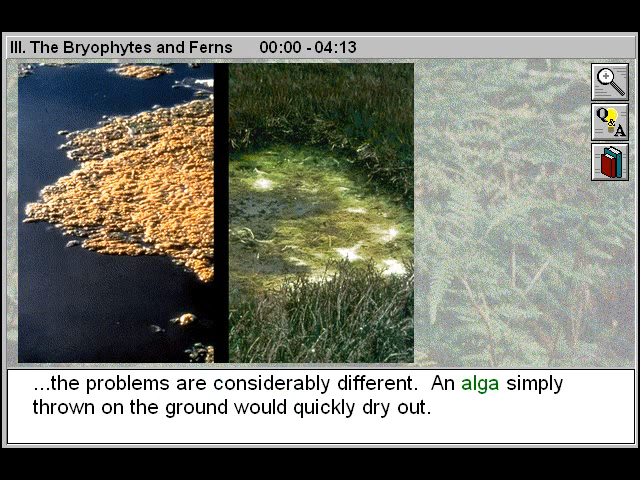 III. The Bryophytes and Ferns 00:00 - 04:13
Q&A
...the problems are considerably different. An alga simply
thrown on the ground would quickly dry out.